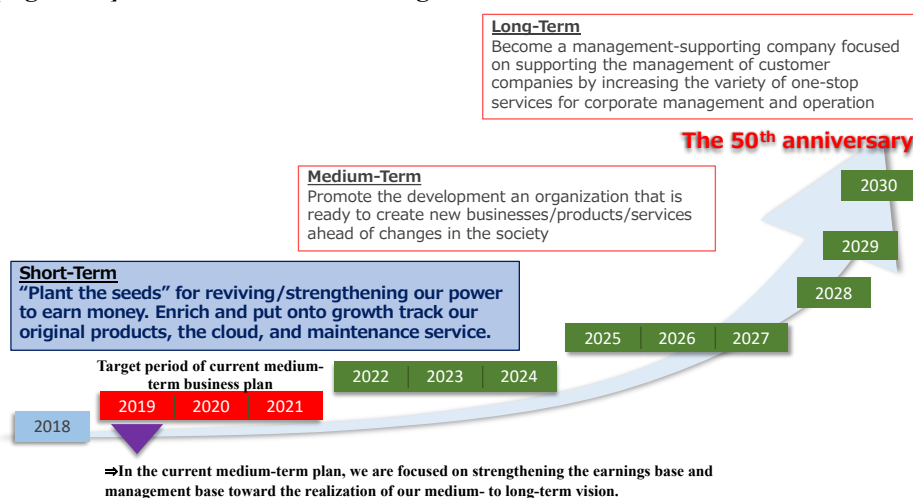 Long-Term
Become a management-supporting company focused
on supporting the management of customer
companies by increasing the variety of one-stop
services for corporate management and operation
The 50th anniversary
Medium-Term
Promote the development an organization that is
ready to create new businesses/products/services
ahead of changes in the society
Short-Term
“Plant the seeds” for reviving/strengthening our power
to earn money. Enrich and put onto growth track our
original products, the cloud, and maintenance service.
Target period of current medium-
term business plan
2018
2019 2020 2021
2022 2023 2024
2025 2026 2027
2028
2029
2030
⇒In the current medium-term plan, we are focused on strengthening the earnings base and
management base toward the realization of our medium- to long-term vision.